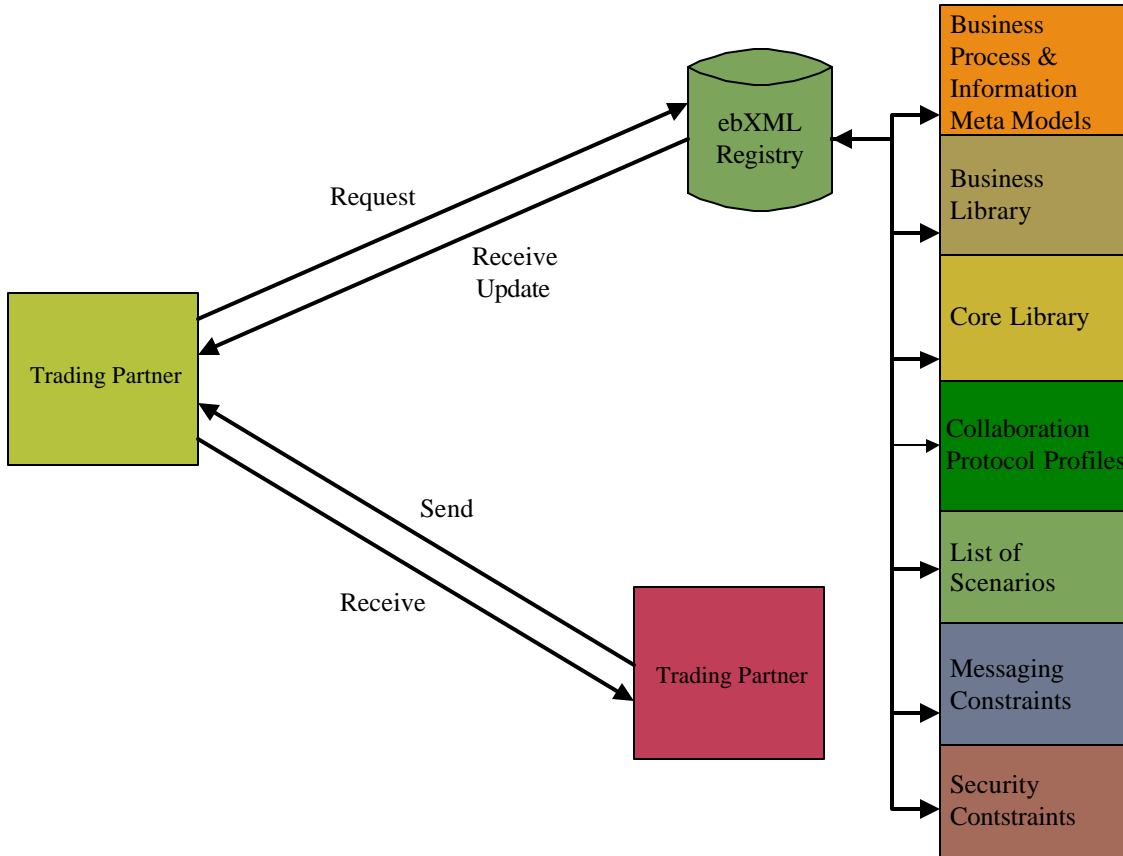 Business
Process &
Information
Meta Models
ebXML
Registry
Business
Library
Request
Receive
Update
Core Library
Trading Partner
Collaboration
Protocol Profiles
Send
List of
Scenarios
Receive
Trading Partner
Messaging
Constraints
Security
Contstraints